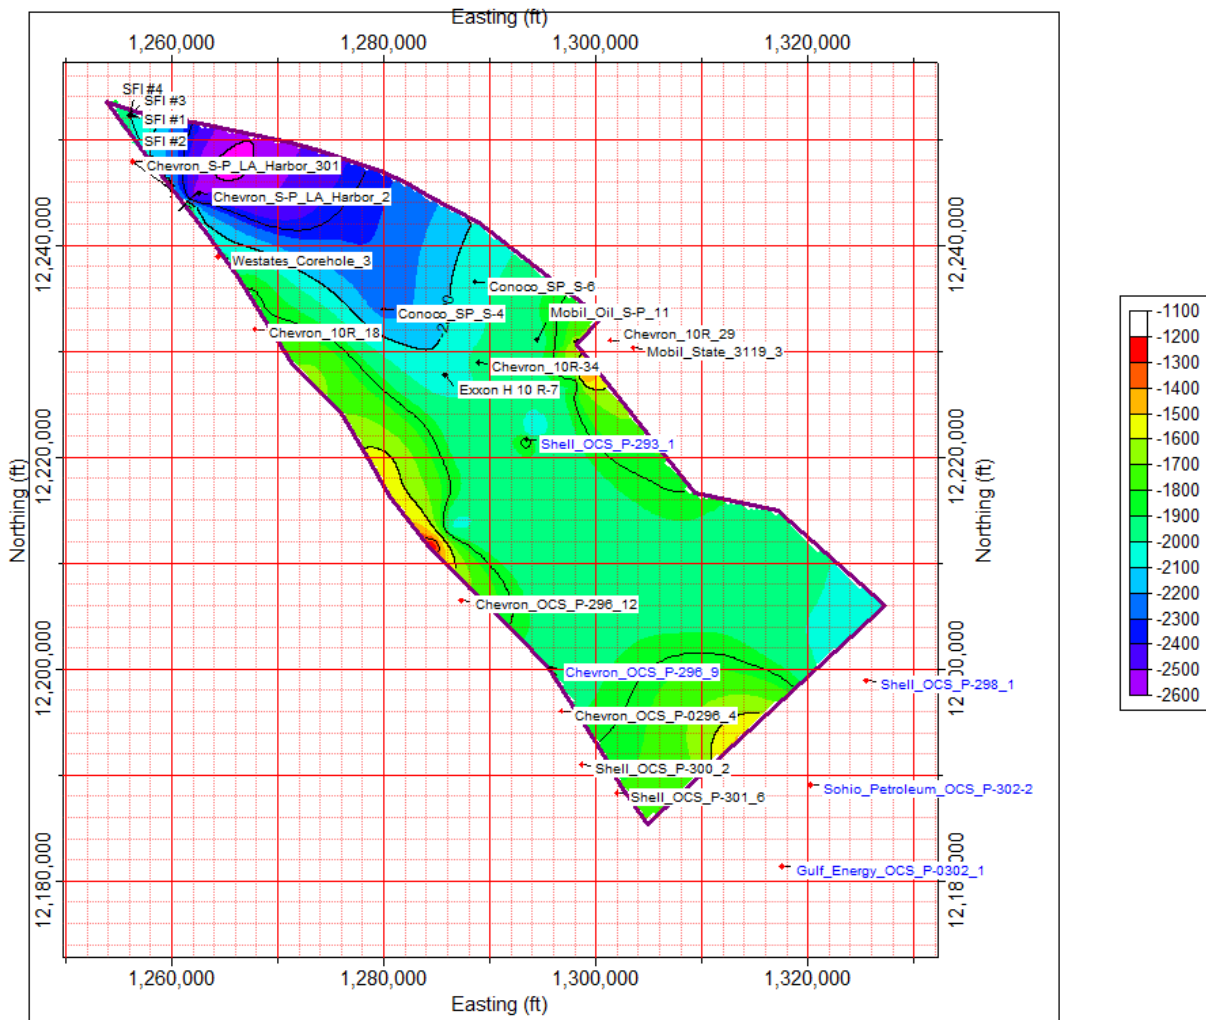 Easting (ft)
1,260,000 1,280,000 1,300,000 1,320,000
SFI #4
SFI #3
SFI #1
SFI #2
Chevron_S-P_LA_Harbor_301
Chevron_S-P_LA_Harbor_2
12,240,000
12,240,000
Westates_Corehole_3
Conoco_SP_S-6
Mobil_Oil_S-P_11
Conoco_SP_S-4
Chevron_10R_18
Chevron_10R_29
Mobil_State_3119_3
Chevron_10R-34
Exxon H 10 R-7
Shell_OCS_P-293_1
12,220,000
12,220,000
Northing (ft)
Northing (ft)
Chevron_OCS_P-296_12
Chevron_OCS_P-296_9
12,200,000
00,000
Shell_OCS_P-298_1
Chevron_OCS_P-0296_4
Shell_OCS_P-300_2
Shell_OCS_P-301_6
Sohio_Petroleum_OCS_P-302-2
Gulf_Energy_OCS_P-0302_1
12,180,000
12,18 000
1,260,000 1,280,000 1,300,000 1,320,000
Easting (ft)
-1100
-1200
-1300
-1400
-1500
-1600
-1700
-1800
-1900
-2000
-2100
-2200
-2300
-2400
-2500
-2600